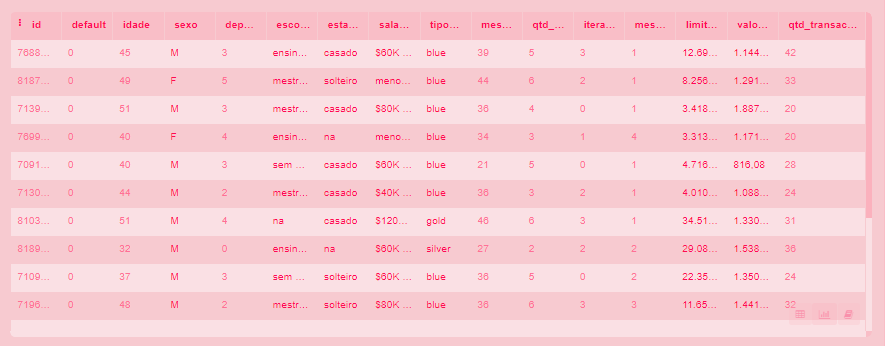 id default idade sexo dep... esco... esta... sala... tipo... mes... qtd_... itera... mes... limit... valo... qtd_transac...
7688... 0 45 M 3 ensin... casado $60K ... blue 39 5 3 1 12.69... 1.144... 42
8187... 0 49 F 5 mestr... solteiro meno... blue 44 6 2 1 8.256... 1.291... 33
7139... 0 51 M 3 mestr... casado $80K ... blue 36 4 0 1 3.418... 1.887... 20
7699... 0 40 F 4 ensin... na meno... blue 34 3 1 4 3.313... 1.171... 20
7091... 0 40 M 3 sem ... casado $60K ... blue 21 5 0 1 4.716... 816,08 28
7130... 0 44 M 2 mestr... casado $40K ... blue 36 3 1 2 4.010... 1.088... 24
8103... 0 51 M 4 na casado $120... gold 46 6 3 1 34.51... 1.330... 31
8189... 0 32 M 0 ensin... na $60K ... silver 27 2 2 2 29.08... 1.538... 36
7109... 0 37 M 3 sem ... solteiro $60K ... blue 36 5 0 2 22.35... 1.350... 24
7196... 0 48 M 2 mestr... solteiro $80K ... blue 36 6 3 3 11.65... 1.441... 32